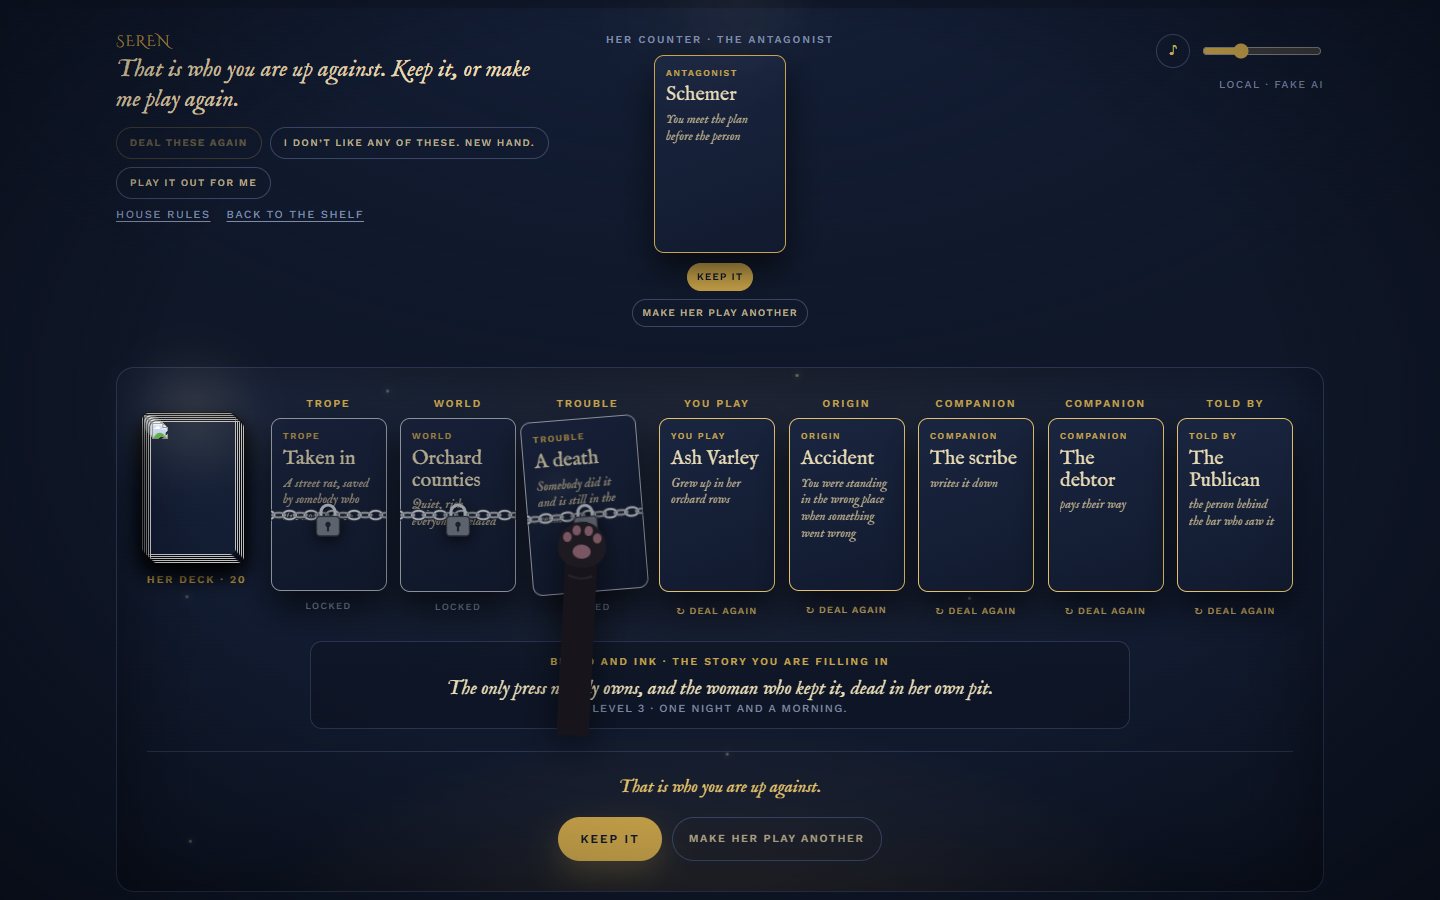 SEREN
That is who you are up against. Keep it, or make
me play again.
DEAL THESE AGAIN
I DON'T LIKE ANY OF THESE. NEW HAND.
PLAY IT OUT FOR ME
HOUSE RULES
BACK TO THE SHELF
HER COUNTER · THE ANTAGONIST
ANTAGONIST
Schemer
You meet the plan
before the person
KEEP IT
MAKE HER PLAY ANOTHER
♪
LOCAL · FAKE AI
HER DECK · 20
TROPE
TROPE
Taken in
A street rat, saved
by somebody who
LOCKED
WORLD
WORLD
Orchard
counties
Quiet, rich
LOCKED
TROUBLE
TROUBLE
A death
Somebody did it
and is still in the
YOU PLAY
YOU PLAY
Ash Varley
Grew up in her
orchard rows
↻ DEAL AGAIN
ORIGIN
ORIGIN
Accident
You were standing
in the wrong place
when something
went wrong
↻ DEAL AGAIN
COMPANION
COMPANION
The scribe
writes it down
↻ DEAL AGAIN
COMPANION
COMPANION
The
debtor
pays their way
↻ DEAL AGAIN
TOLD BY
TOLD BY
The
Publican
the person behind
the bar who saw it
↻ DEAL AGAIN
AND INK · THE STORY YOU ARE FILLING IN
The only press owns, and the woman who kept it, dead in her own pit.
LEVEL 3 · ONE NIGHT AND A MORNING.
That is who you are up against.
KEEP IT
MAKE HER PLAY ANOTHER